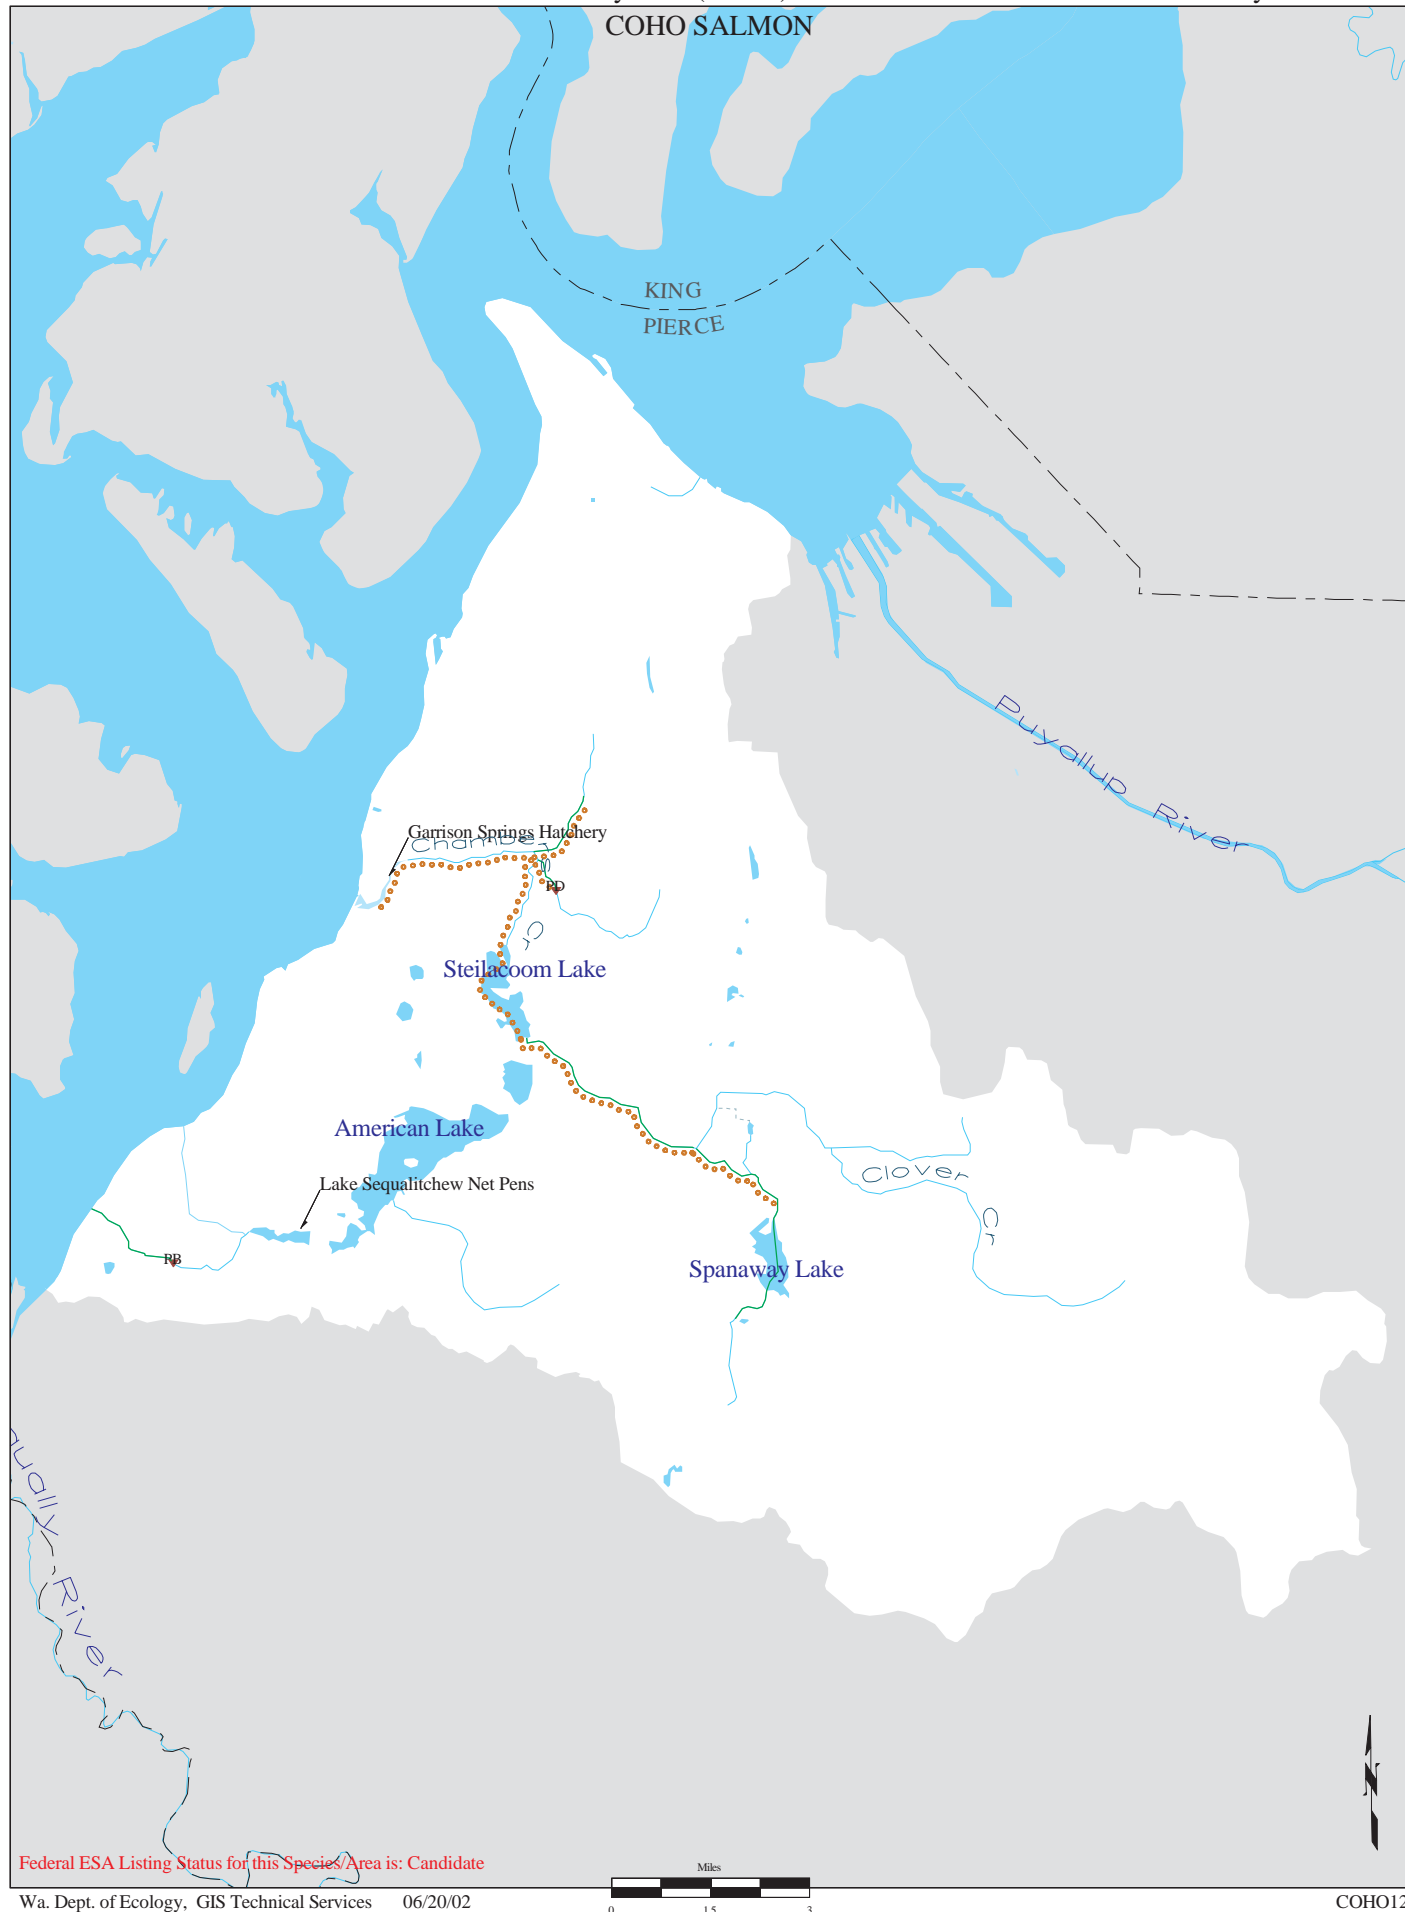 COHO SALMON
KING
PIERCE
Puyallup River
Garrison Springs Hatchery
Chambers
PD
Cr
Steilacoom Lake
American Lake
Lake Sequalitchew Net Pens
Clover
Cr
PB
Spanaway Lake
qually River
N
Federal ESA Listing Status for this Species/Area is: Candidate
Miles
Wa. Dept. of Ecology, GIS Technical Services 06/20/02
0 1.5 3
COHO12